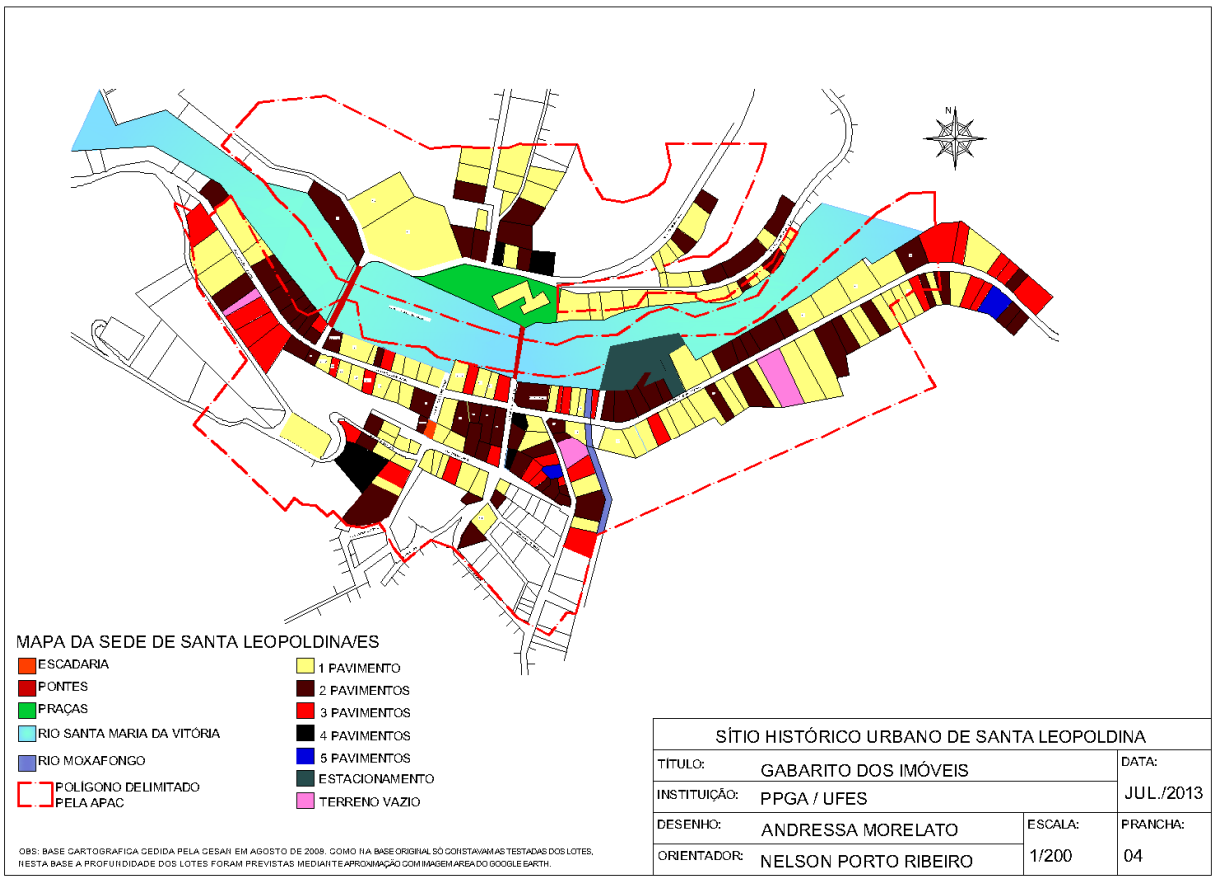 N
MAPA DA SEDE DE SANTA LEOPOLDINA/ES
ESCADARIA
PONTES
PRAÇAS
RIO SANTA MARIA DA VITÓRIA
RIO MOXAFONGO
POLÍGONO DELIMITADO
PELA APAC
1 PAVIMENTO
2 PAVIMENTOS
3 PAVIMENTOS
4 PAVIMENTOS
5 PAVIMENTOS
ESTACIONAMENTO
TERRENO VAZIO
OBS: BASE CARTOGRAFICA CEDIDA PELA CESAN EM AGOSTO DE 2009. COMO NA BASE ORIGINAL SÓ CONSTAVAM AS TESTADAS DOS LOTES,
NESTA BASE A PROFUNDIDADE DOS LOTES FORAM PREVISTAS MEDIANTE APROXIMAÇÃO COM IMAGEM AREA DO GOOGLE EARTH.
SÍTIO HISTÓRICO URBANO DE SANTA LEOPOLDINA
TÍTULO: GABARITO DOS IMÓVEIS
DATA:
JUL./2013
INSTITUIÇÃO: PPGA / UFES
DESENHO: ANDRESSA MORELATO
ESCALA:
1/200
PRANCHA:
04
ORIENTADOR: NELSON PORTO RIBEIRO